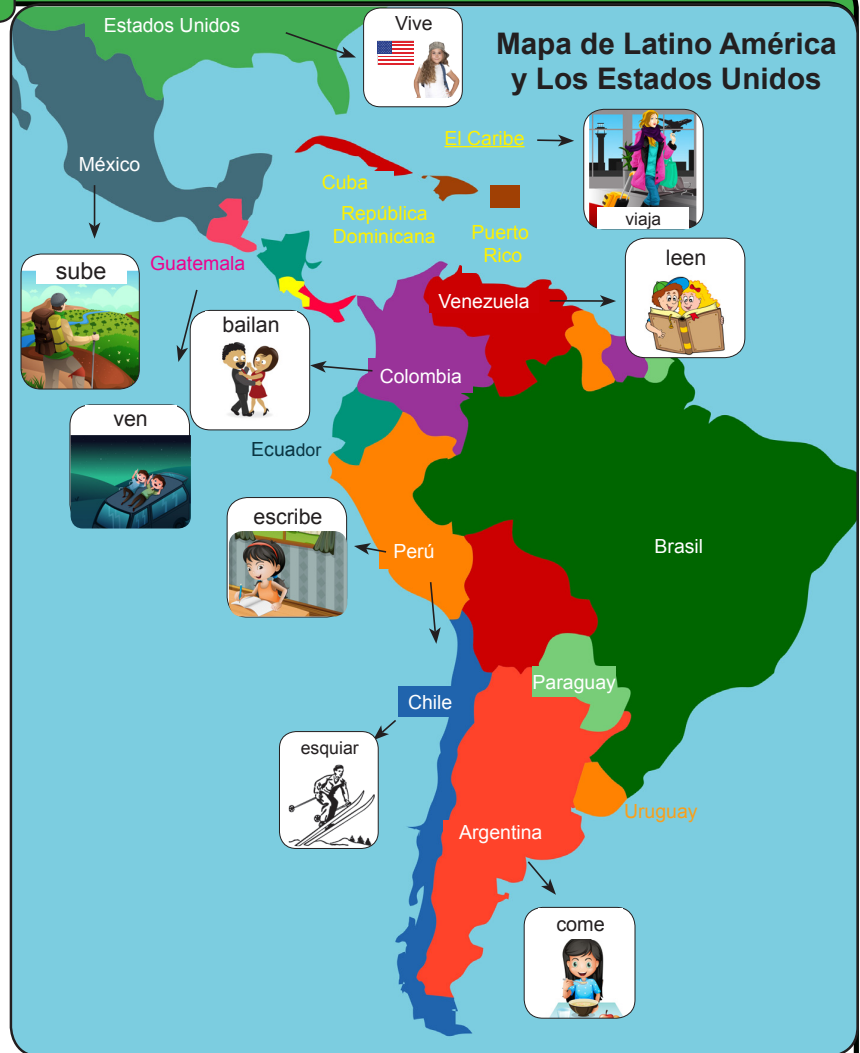 Estados Unidos
Vive
Mapa de Latino América
y Los Estados Unidos
El Caribe
viaja
México
Cuba
República
Dominicana
Puerto
Rico
sube
Guatemala
leen
Venezuela
bailan
Colombia
ven
Ecuador
escribe
Perú
Brasil
Paraguay
Chile
esquiar
Uruguay
Argentina
come